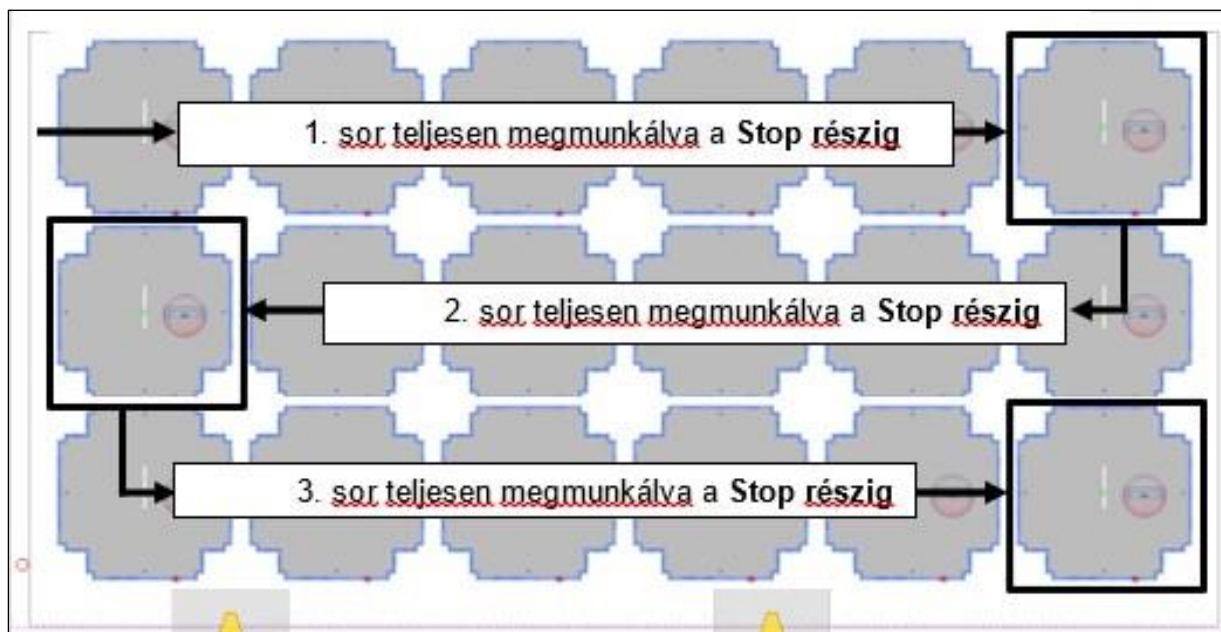 1. sor teljesen megmunkálva a Stop részig
2. sor teljesen megmunkálva a Stop részig
3. sor teljesen megmunkálva a Stop részig